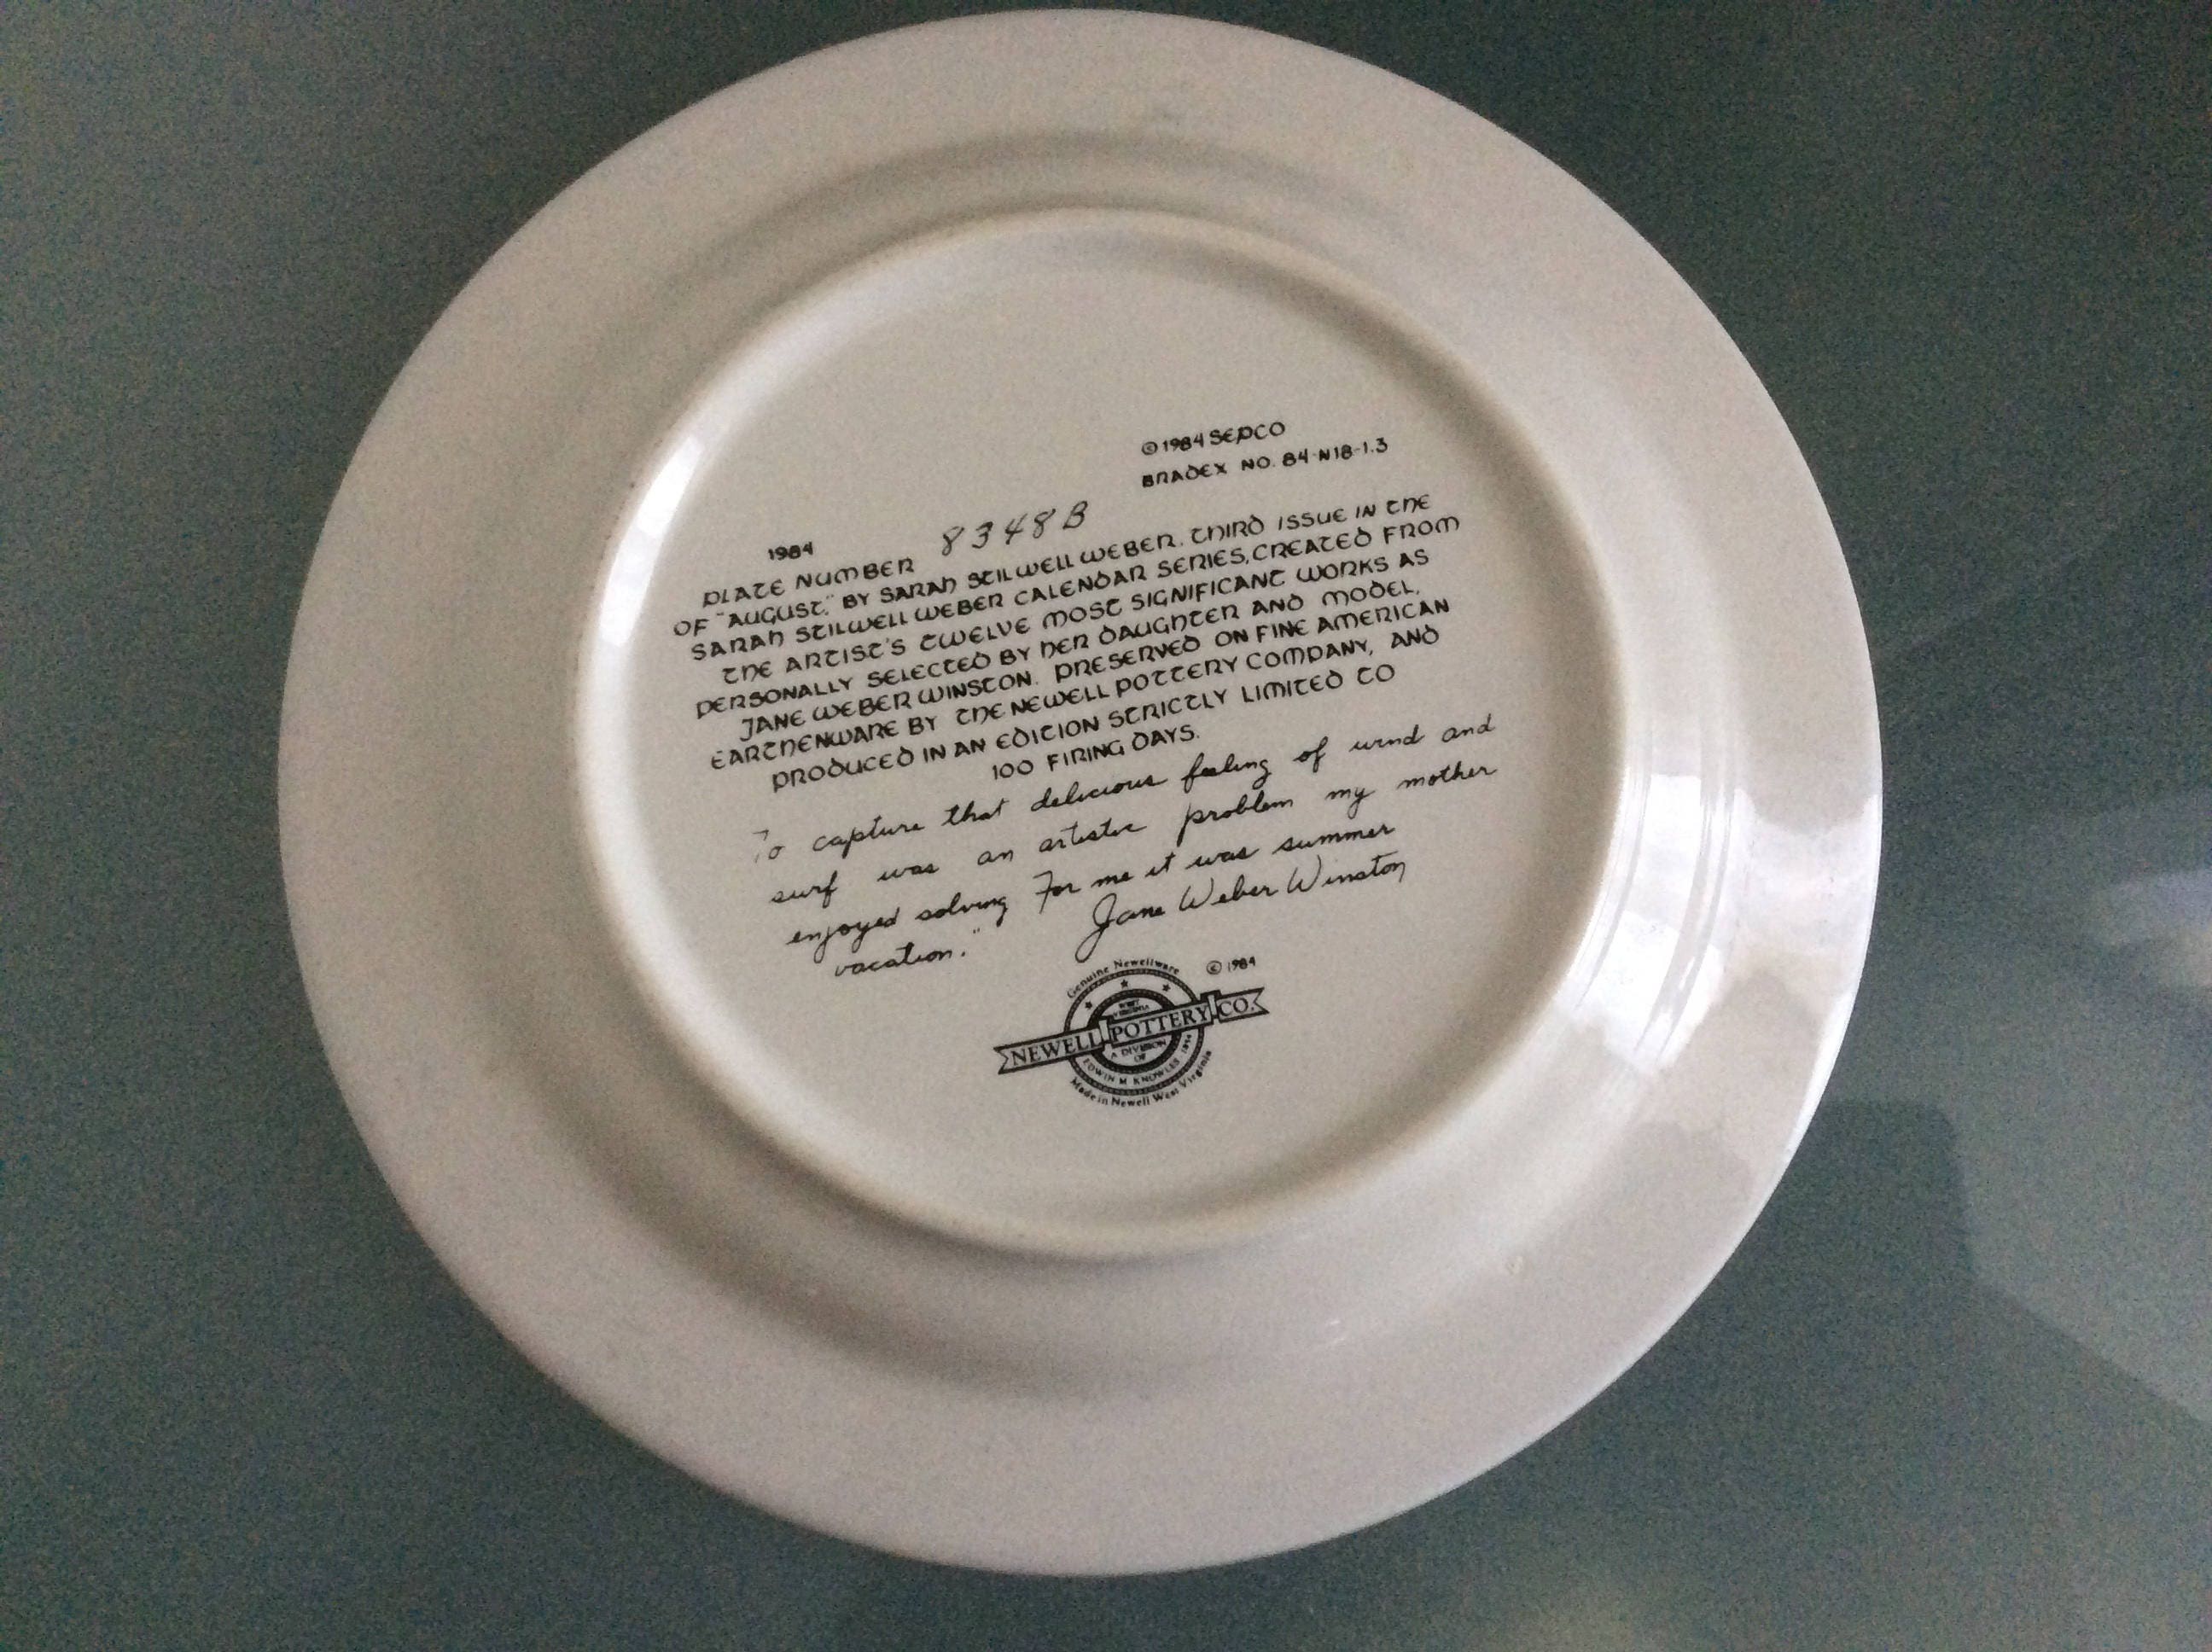 © 1984 SEPCO
BRADEX NO. 84-N18-1.3
1984
PLATE NUMBER 8348B
OF "AUGUST," BY SARAH STILWELL WEBER. THIRD ISSUE IN THE
SARAH STILWELL WEBER CALENDAR SERIES, CREATED FROM
THE ARTIST'S TWELVE MOST SIGNIFICANT WORKS AS
PERSONALLY SELECTED BY HER DAUGHTER AND MODEL,
JANE WEBER WINSTON. PRESERVED ON FINE AMERICAN
EARTHENWARE BY THE NEWELL POTTERY COMPANY, AND
PRODUCED IN AN EDITION STRICTLY LIMITED TO
100 FIRING DAYS.
To capture that delicious feeling of wind and
surf was an artistic problem my mother
enjoyed solving For me it was summer
vacation."
Jane Weber Winston
© 1984
Genuine Newellware
WEST
VIRGINIA
NEWELL POTTERY CO.
A DIVISION
OF
EDWIN M KNOWLES
Made in Newell West Virginia